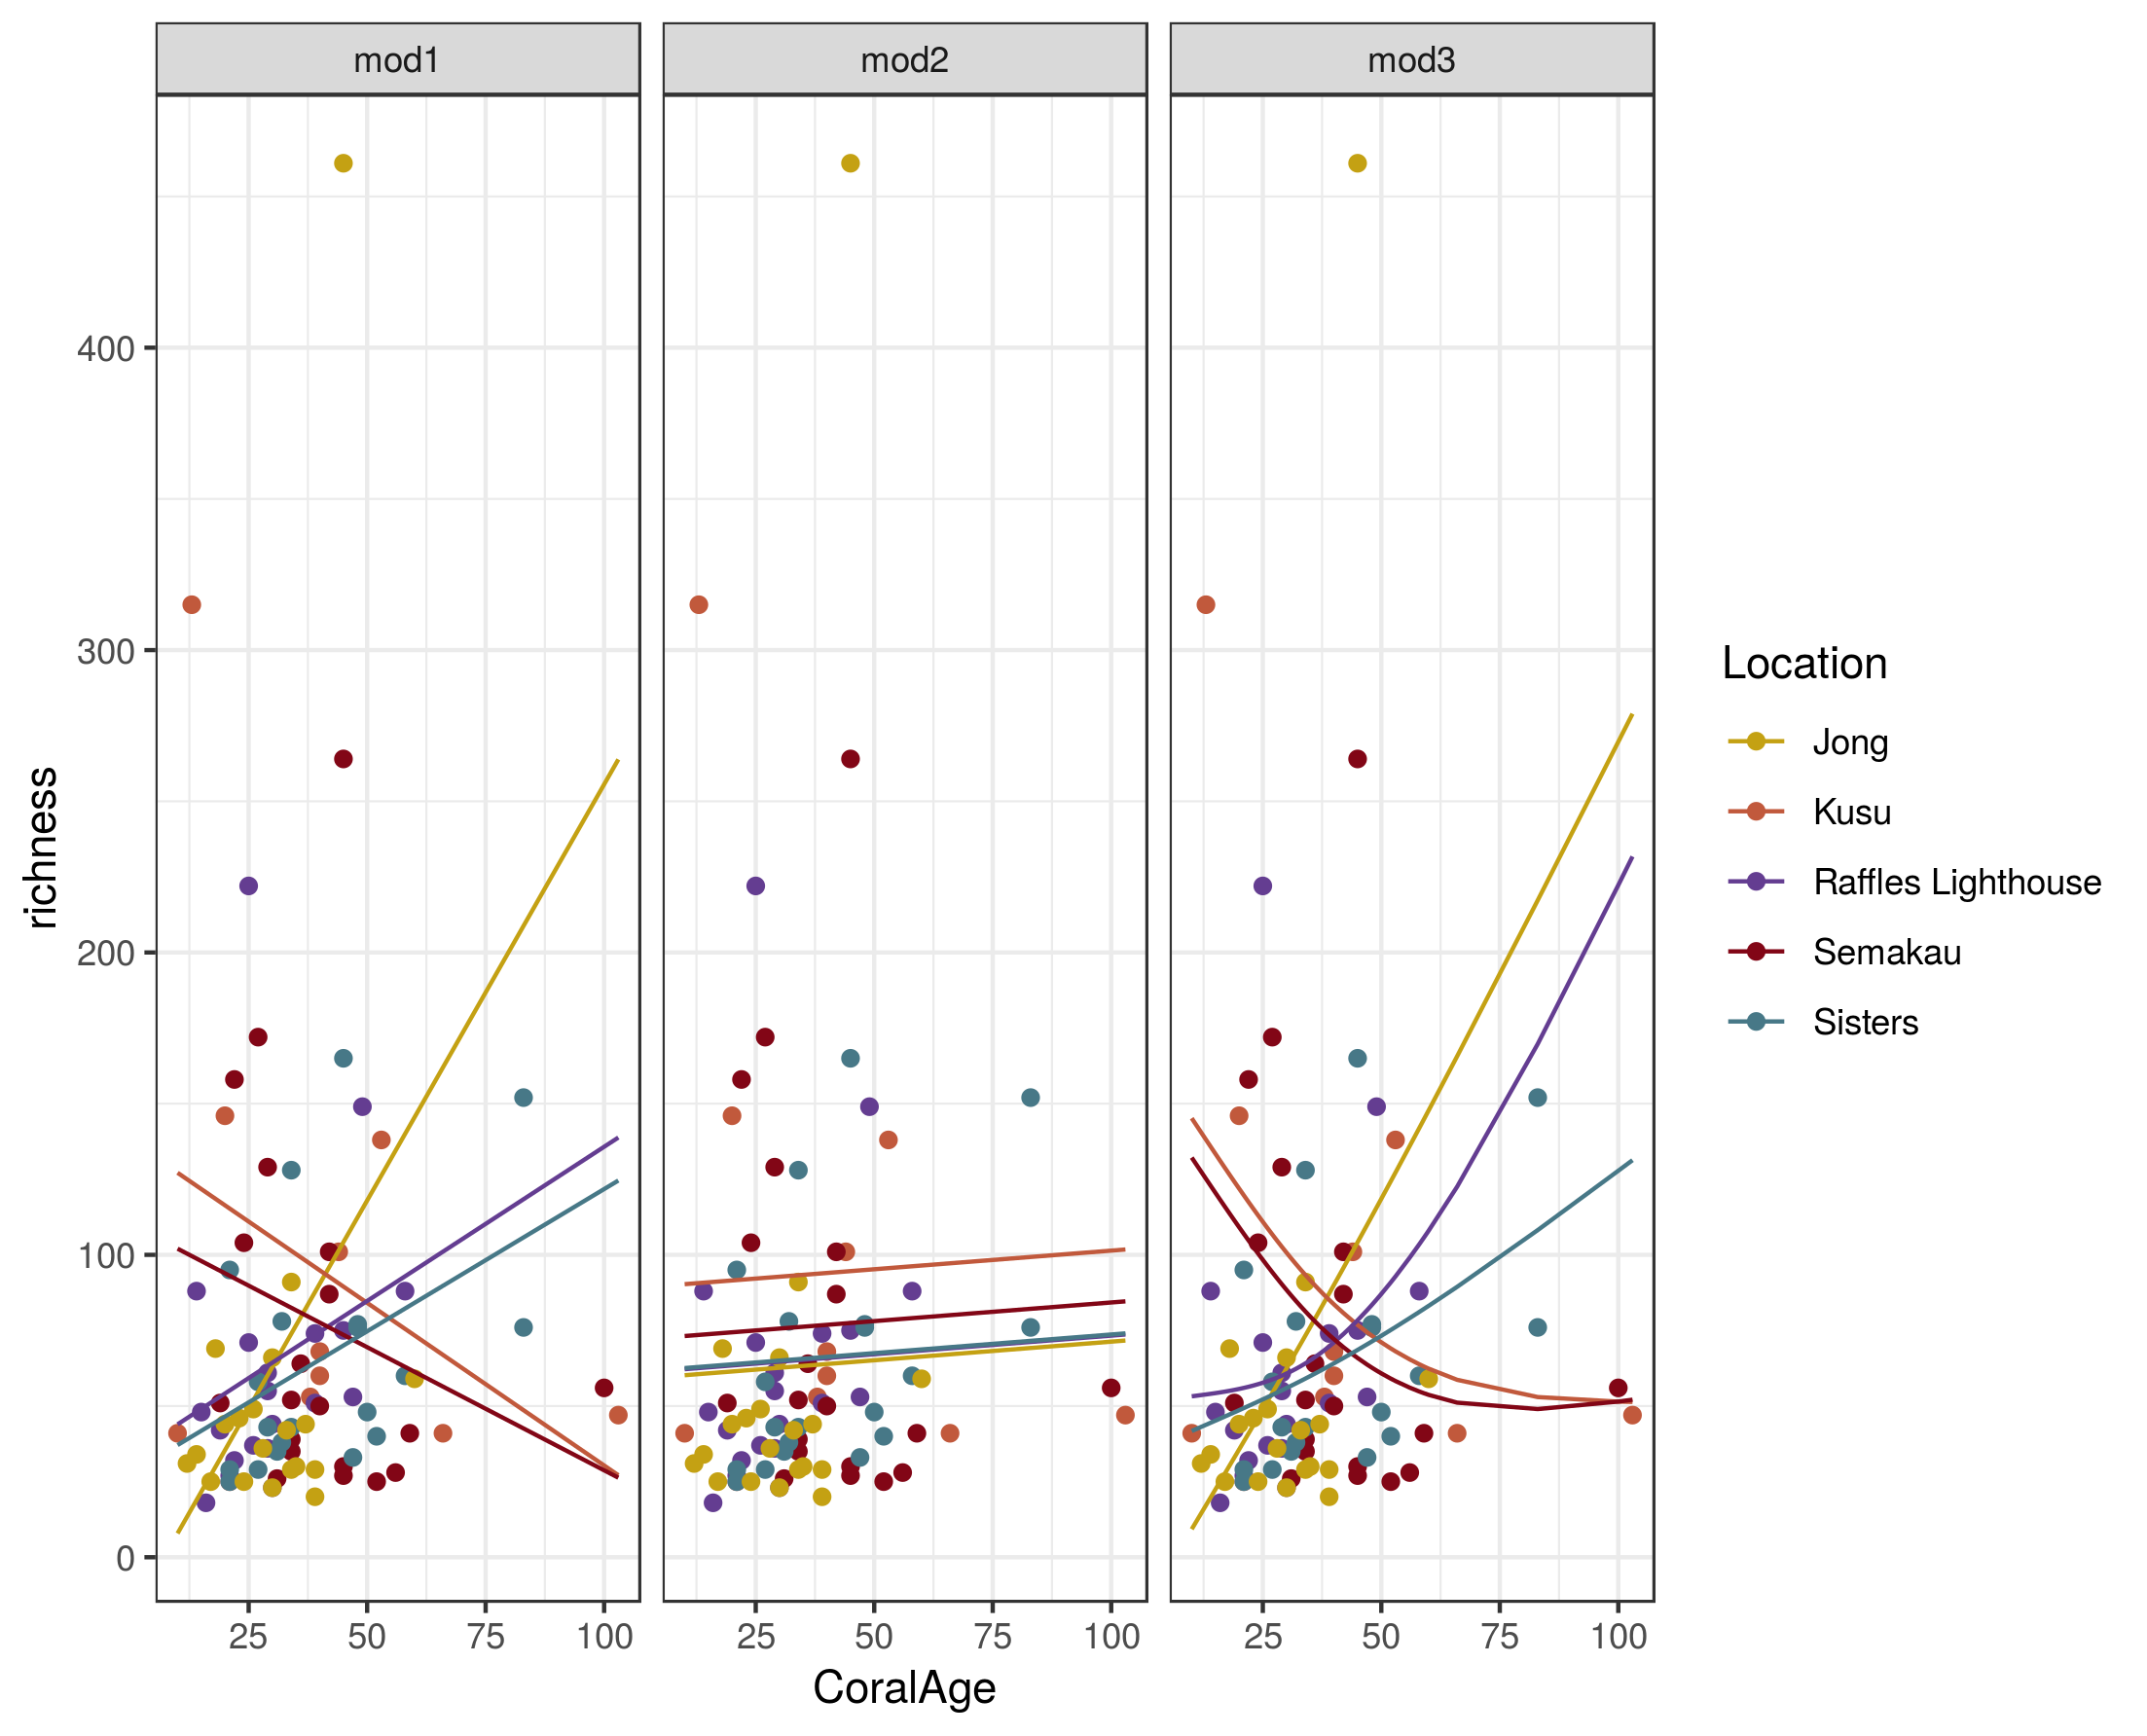 mod1 mod2 mod3
400
300
200
100
0
richness
25 50 75 100 25 50 75 100 25 50 75 100
CoralAge
Location
Jong
Kusu
Raffles Lighthouse
Semakau
Sisters